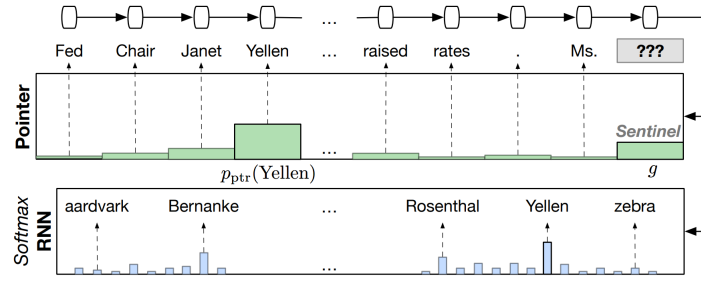 ...
Fed Chair Janet Yellen ... raised rates . Ms. ???
Pointer
...
Sentinel
p_ptr(Yellen) g
Softmax
RNN
aardvark Bernanke ... Rosenthal Yellen zebra
...